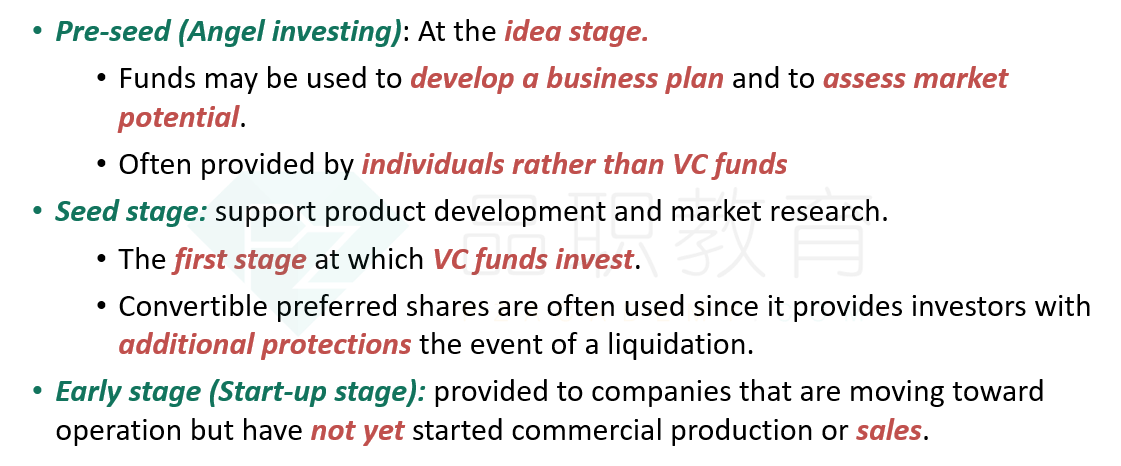 • Pre-seed (Angel investing): At the idea stage.
• Funds may be used to develop a business plan and to assess market
potential.
• Often provided by individuals rather than VC funds
• Seed stage: support product development and market research.
• The first stage at which VC funds invest.
• Convertible preferred shares are often used since it provides investors with
additional protections the event of a liquidation.
• Early stage (Start-up stage): provided to companies that are moving toward
operation but have not yet started commercial production or sales.
品职教育